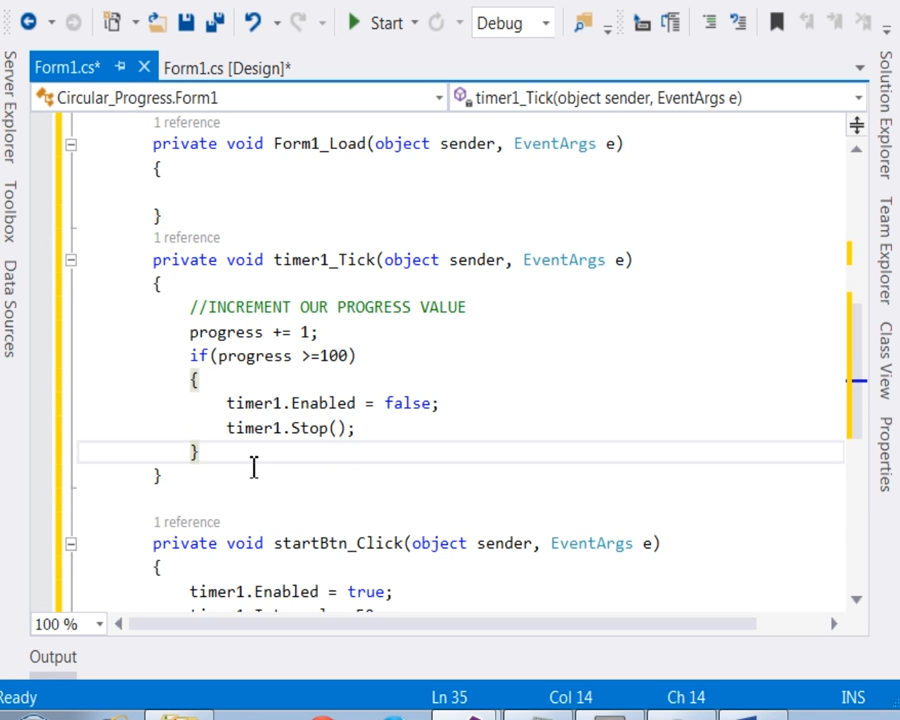 Start
Debug
Form1.cs*
Form1.cs [Design]*
Circular_Progress.Form1
timer1_Tick(object sender, EventArgs e)
1 reference
private void Form1_Load(object sender, EventArgs e)
{
}
1 reference
private void timer1_Tick(object sender, EventArgs e)
{
//INCREMENT OUR PROGRESS VALUE
progress += 1;
if(progress >=100)
{
timer1.Enabled = false;
timer1.Stop();
}
}
1 reference
private void startBtn_Click(object sender, EventArgs e)
{
timer1.Enabled = true;
100 %
Server Explorer
Toolbox
Data Sources
Solution Explorer
Team Explorer
Class View
Properties
Output
Ready
Ln 35
Col 14
Ch 14
INS